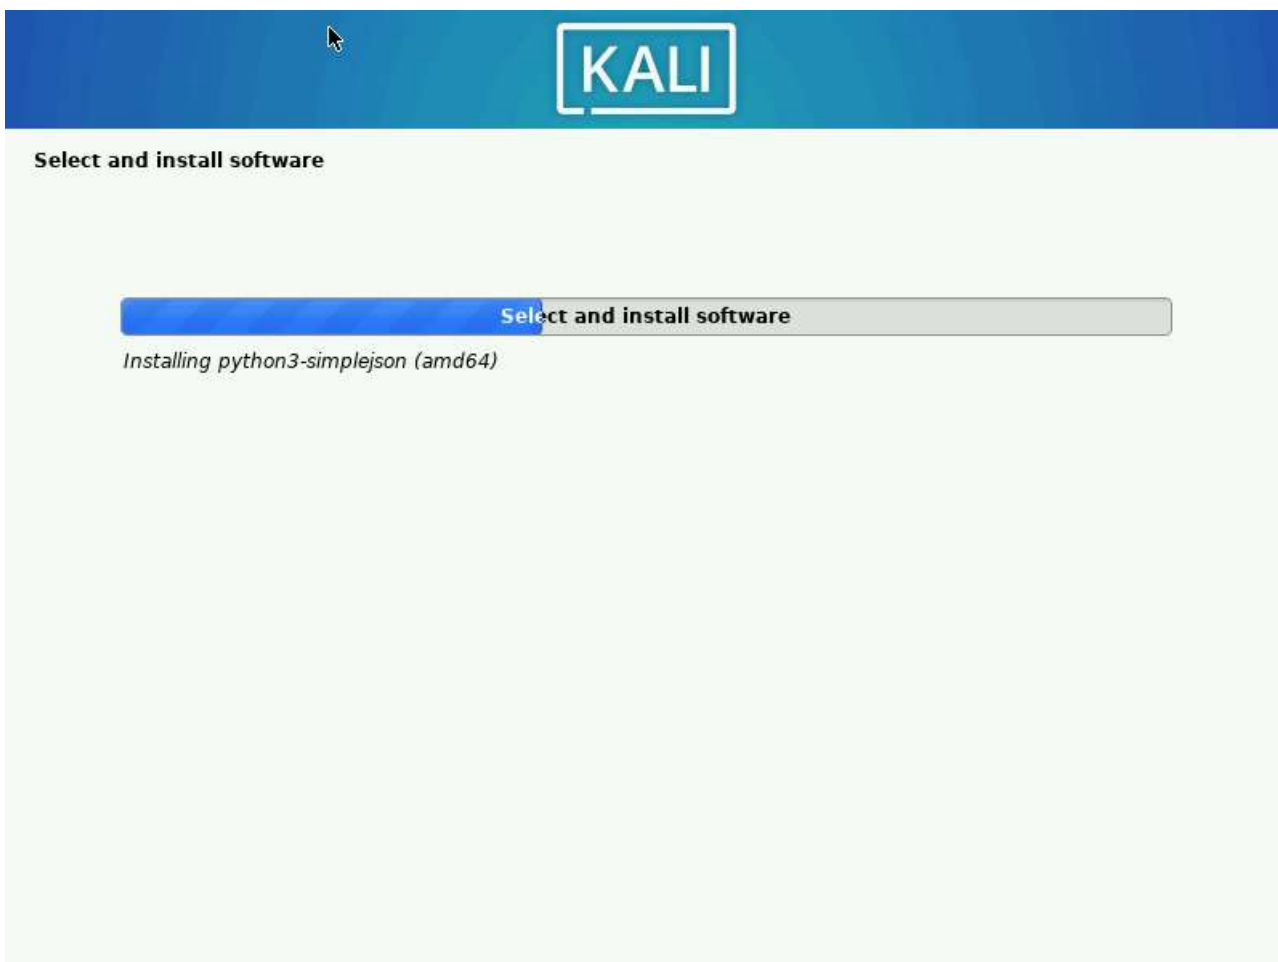 KALI
Select and install software
Select and install software
Installing python3-simplejson (amd64)